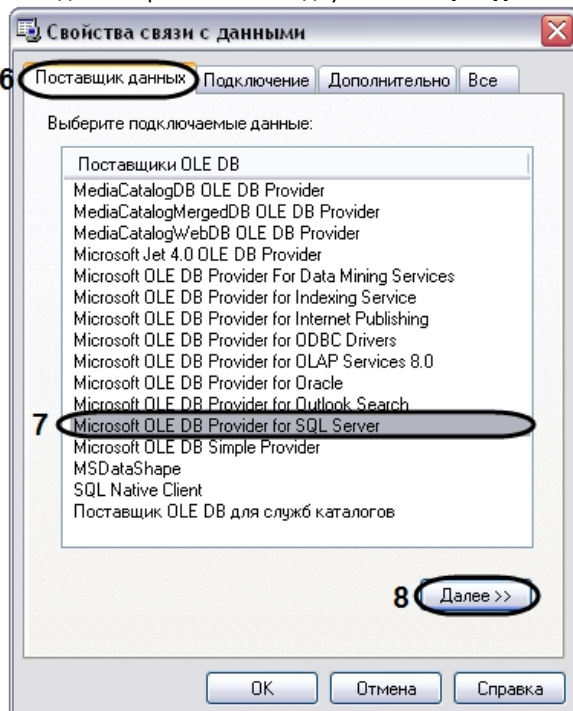 Свойства связи с данными
6 Поставщик данных Подключение Дополнительно Все
Выберите подключаемые данные:
Поставщики OLE DB
MediaCatalogDB OLE DB Provider
MediaCatalogMergedDB OLE DB Provider
MediaCatalogWebDB OLE DB Provider
Microsoft Jet 4.0 OLE DB Provider
Microsoft OLE DB Provider For Data Mining Services
Microsoft OLE DB Provider for Indexing Service
Microsoft OLE DB Provider for Internet Publishing
Microsoft OLE DB Provider for ODBC Drivers
Microsoft OLE DB Provider for OLAP Services 8.0
Microsoft OLE DB Provider for Oracle
Microsoft OLE DB Provider for Outlook Search
7 Microsoft OLE DB Provider for SQL Server
Microsoft OLE DB Simple Provider
MSDataShape
SQL Native Client
Поставщик OLE DB для служб каталогов
8 Далее >>
OK Отмена Справка